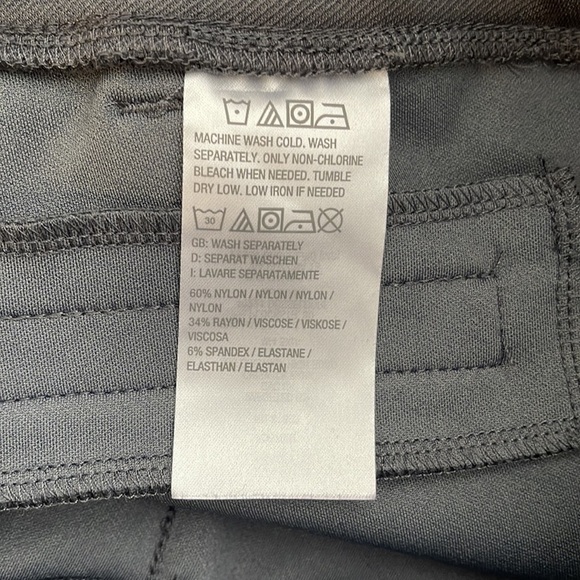 MACHINE WASH COLD. WASH
SEPARATELY. ONLY NON-CHLORINE
BLEACH WHEN NEEDED. TUMBLE
DRY LOW. LOW IRON IF NEEDED
30
GB: WASH SEPARATELY
D: SEPARAT WASCHEN
I: LAVARE SEPARATAMENTE
60% NYLON / NYLON / NYLON /
NYLON
34% RAYON / VISCOSE / VISKOSE /
VISCOSA
6% SPANDEX / ELASTANE /
ELASTHAN / ELASTAN